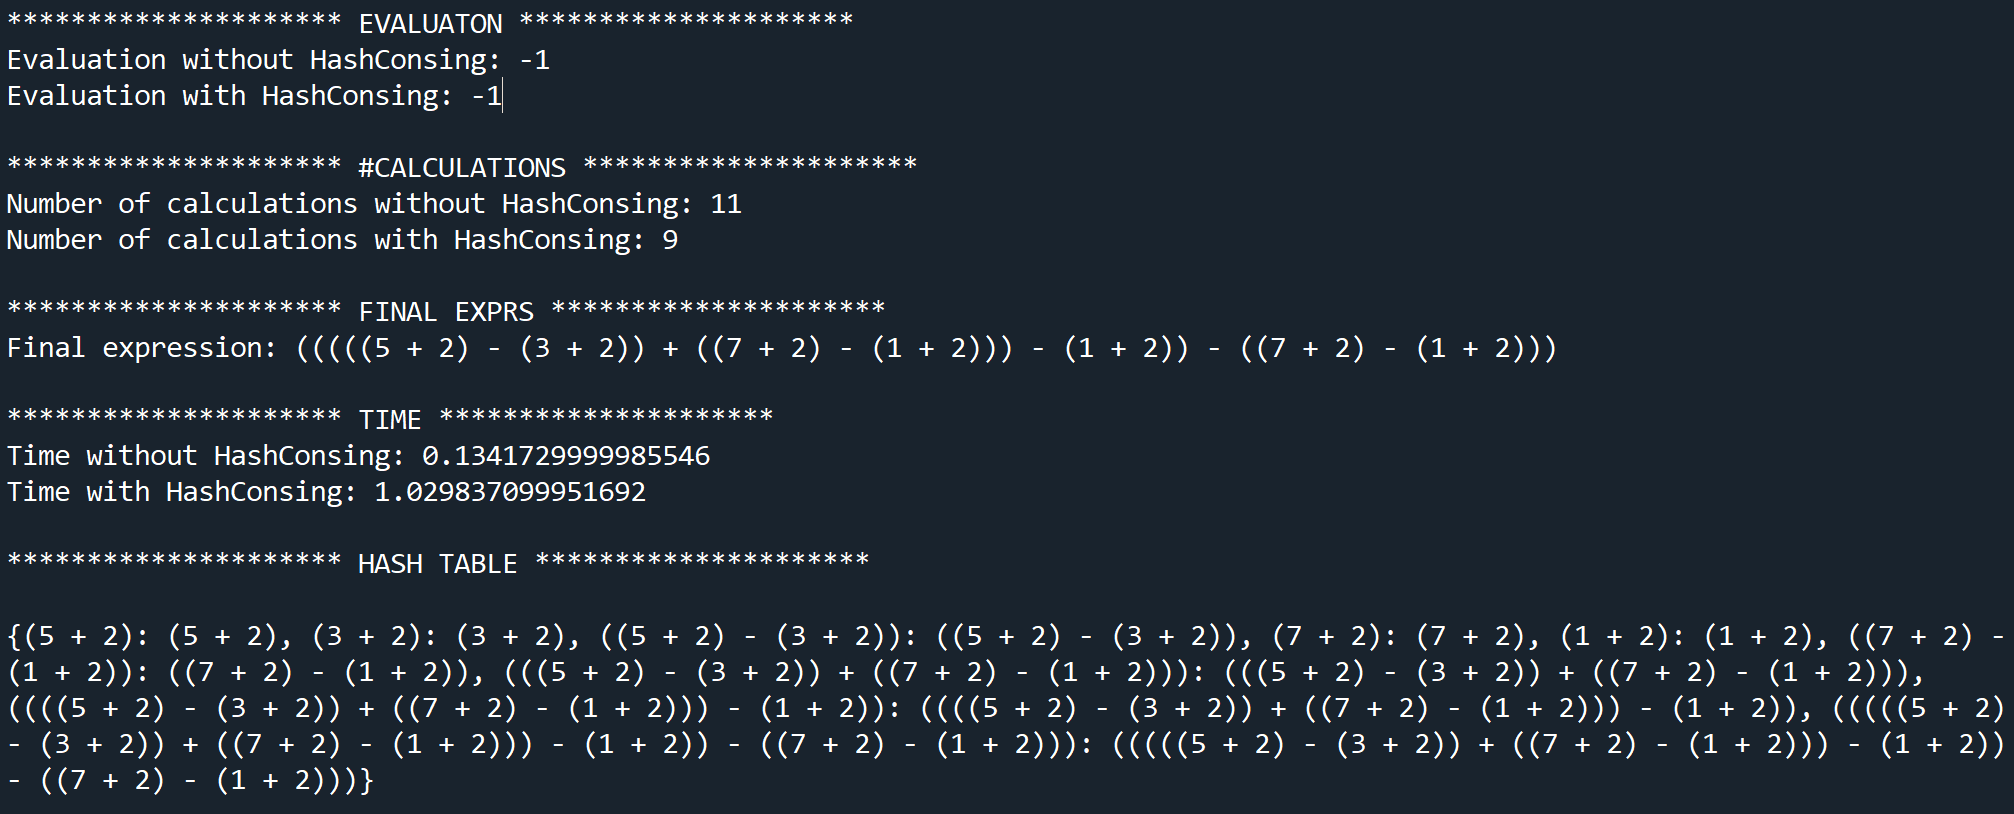 ********************* EVALUATON *********************
Evaluation without HashConsing: -1
Evaluation with HashConsing: -1
********************* #CALCULATIONS *********************
Number of calculations without HashConsing: 11
Number of calculations with HashConsing: 9
********************* FINAL EXPRS *********************
Final expression: (((((5 + 2) - (3 + 2)) + ((7 + 2) - (1 + 2))) - (1 + 2)) - ((7 + 2) - (1 + 2)))
********************* TIME *********************
Time without HashConsing: 0.1341729999985546
Time with HashConsing: 1.029837099951692
********************* HASH TABLE *********************
{(5 + 2): (5 + 2), (3 + 2): (3 + 2), ((5 + 2) - (3 + 2)): ((5 + 2) - (3 + 2)), (7 + 2): (7 + 2), (1 + 2): (1 + 2), ((7 + 2) -
(1 + 2)): ((7 + 2) - (1 + 2)), (((5 + 2) - (3 + 2)) + ((7 + 2) - (1 + 2))): (((5 + 2) - (3 + 2)) + ((7 + 2) - (1 + 2))),
((((5 + 2) - (3 + 2)) + ((7 + 2) - (1 + 2))) - (1 + 2)): ((((5 + 2) - (3 + 2)) + ((7 + 2) - (1 + 2))) - (1 + 2)), (((((5 + 2)
- (3 + 2)) + ((7 + 2) - (1 + 2))) - (1 + 2)) - ((7 + 2) - (1 + 2))): (((((5 + 2) - (3 + 2)) + ((7 + 2) - (1 + 2))) - (1 + 2))
- ((7 + 2) - (1 + 2)))}